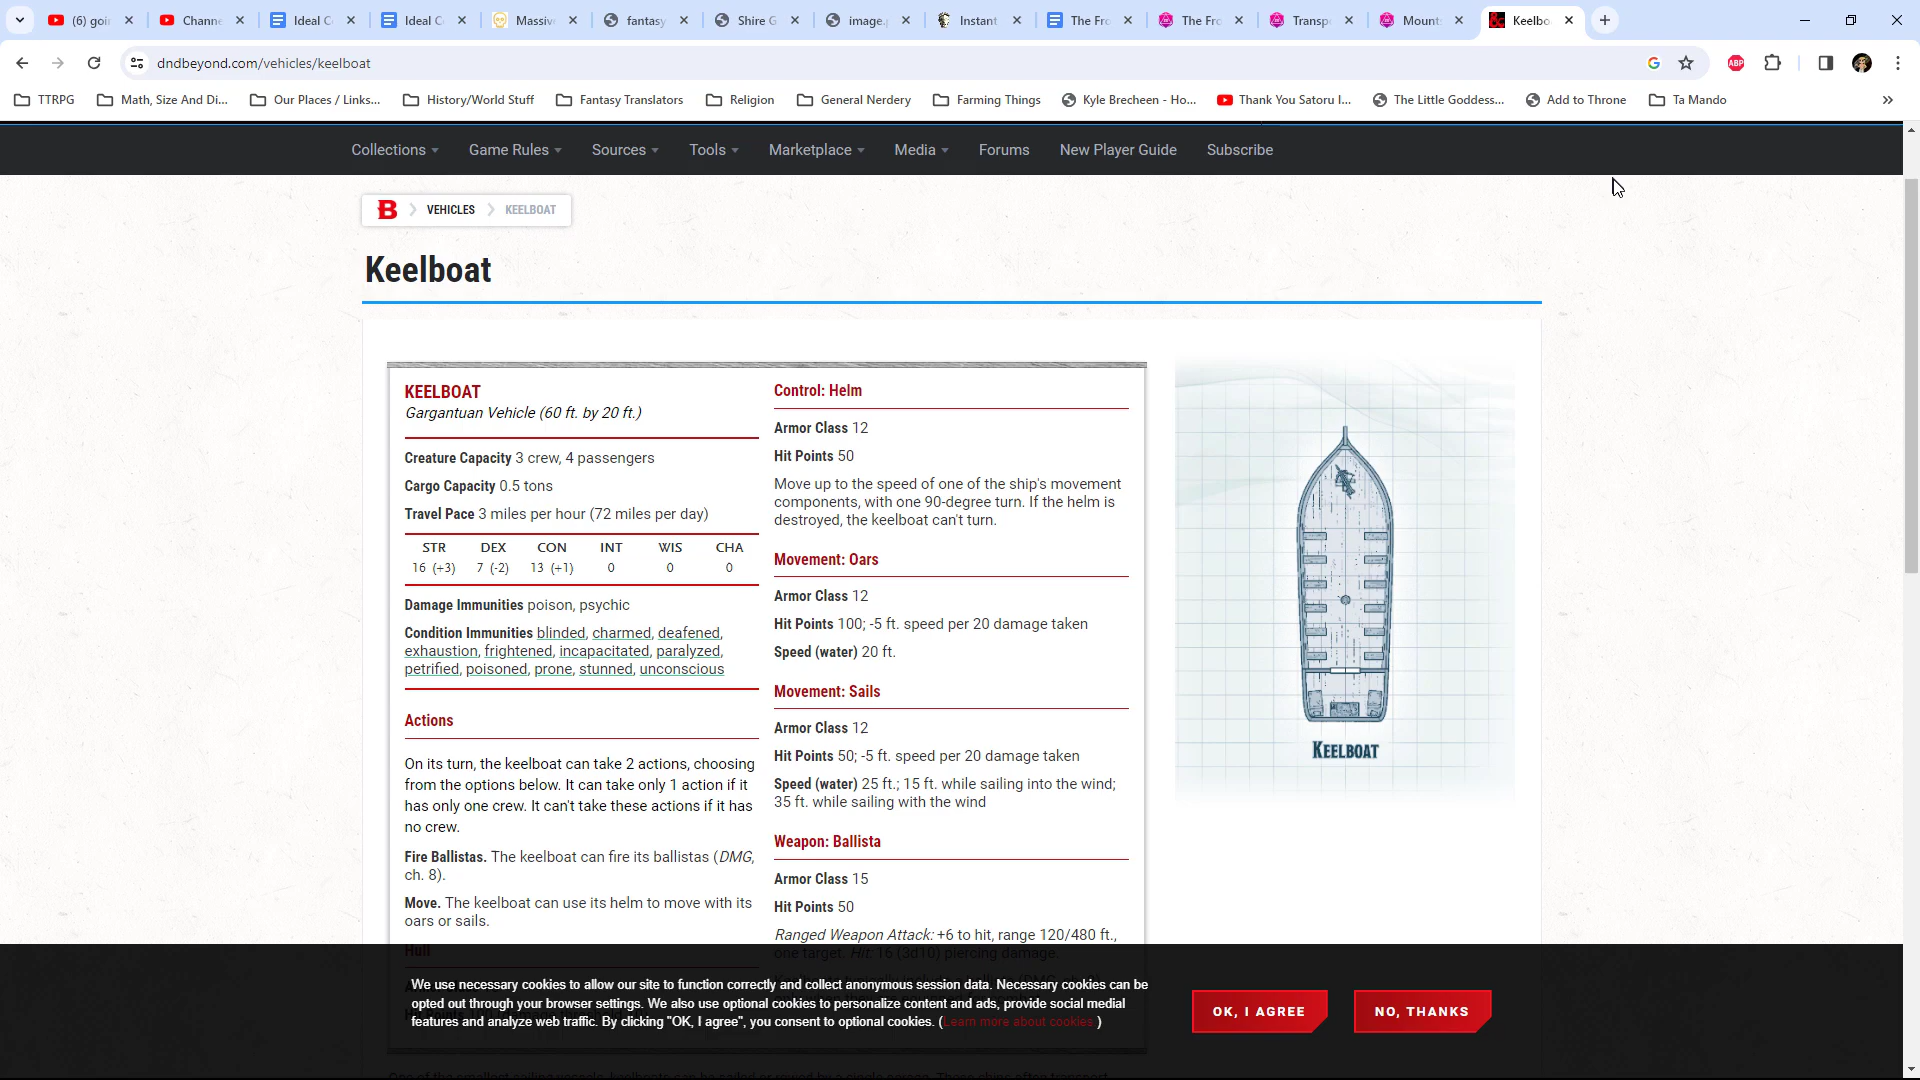 (6) goi
Channe
Ideal C
Ideal C
Massiv
fantasy
Shire G
image.
Instant
The Fro
The Fro
Transp
Mount
Keelbo
dndbeyond.com/vehicles/keelboat
ABP
TTRPG
Math, Size And Di...
Our Places / Links...
History/World Stuff
Fantasy Translators
Religion
General Nerdery
Farming Things
Kyle Brecheen - Ho...
Thank You Satoru I...
The Little Goddess...
Add to Throne
Ta Mando
Collections
Game Rules
Sources
Tools
Marketplace
Media
Forums
New Player Guide
Subscribe
B
VEHICLES
KEELBOAT
Keelboat
KEELBOAT
Gargantuan Vehicle (60 ft. by 20 ft.)
Creature Capacity 3 crew, 4 passengers
Cargo Capacity 0.5 tons
Travel Pace 3 miles per hour (72 miles per day)
STR DEX CON INT WIS CHA
16 (+3) 7 (-2) 13 (+1) 0 0 0
Damage Immunities poison, psychic
Condition Immunities blinded, charmed, deafened,
exhaustion, frightened, incapacitated, paralyzed,
petrified, poisoned, prone, stunned, unconscious
Actions
On its turn, the keelboat can take 2 actions, choosing
from the options below. It can take only 1 action if it
has only one crew. It can't take these actions if it has
no crew.
Fire Ballistas. The keelboat can fire its ballistas (DMG,
ch. 8).
Move. The keelboat can use its helm to move with its
oars or sails.
Hull
Control: Helm
Armor Class 12
Hit Points 50
Move up to the speed of one of the ship's movement
components, with one 90-degree turn. If the helm is
destroyed, the keelboat can't turn.
Movement: Oars
Armor Class 12
Hit Points 100; -5 ft. speed per 20 damage taken
Speed (water) 20 ft.
Movement: Sails
Armor Class 12
Hit Points 50; -5 ft. speed per 20 damage taken
Speed (water) 25 ft.; 15 ft. while sailing into the wind;
35 ft. while sailing with the wind
Weapon: Ballista
Armor Class 15
Hit Points 50
Ranged Weapon Attack: +6 to hit, range 120/480 ft.,
one target. Hit: 16 (3d10) piercing damage.
KEELBOAT
We use necessary cookies to allow our site to function correctly and collect anonymous session data. Necessary cookies can be
opted out through your browser settings. We also use optional cookies to personalize content and ads, provide social medial
features and analyze web traffic. By clicking "OK, I agree", you consent to optional cookies. (Learn more about cookies.)
OK, I AGREE
NO, THANKS